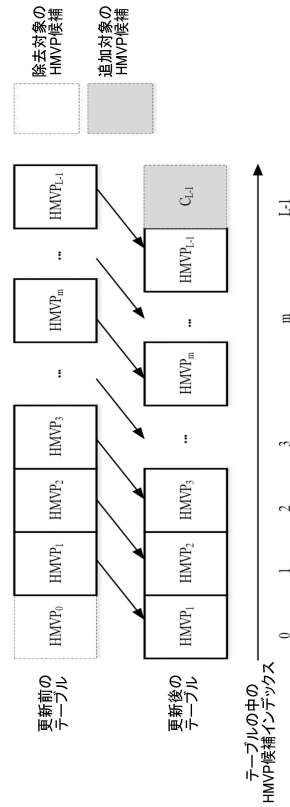 除去対象の
HMVP候補
追加対象の
HMVP候補
更新前の
テーブル
HMVP0 HMVP1 HMVP2 HMVP3 ... HMVPm ... HMVPL-1
更新後の
テーブル
HMVP1 HMVP2 HMVP3 ... HMVPm ... HMVPL-1 CL-1
テーブルの中の
HMVP候補インデックス
0 1 2 3 m L-1